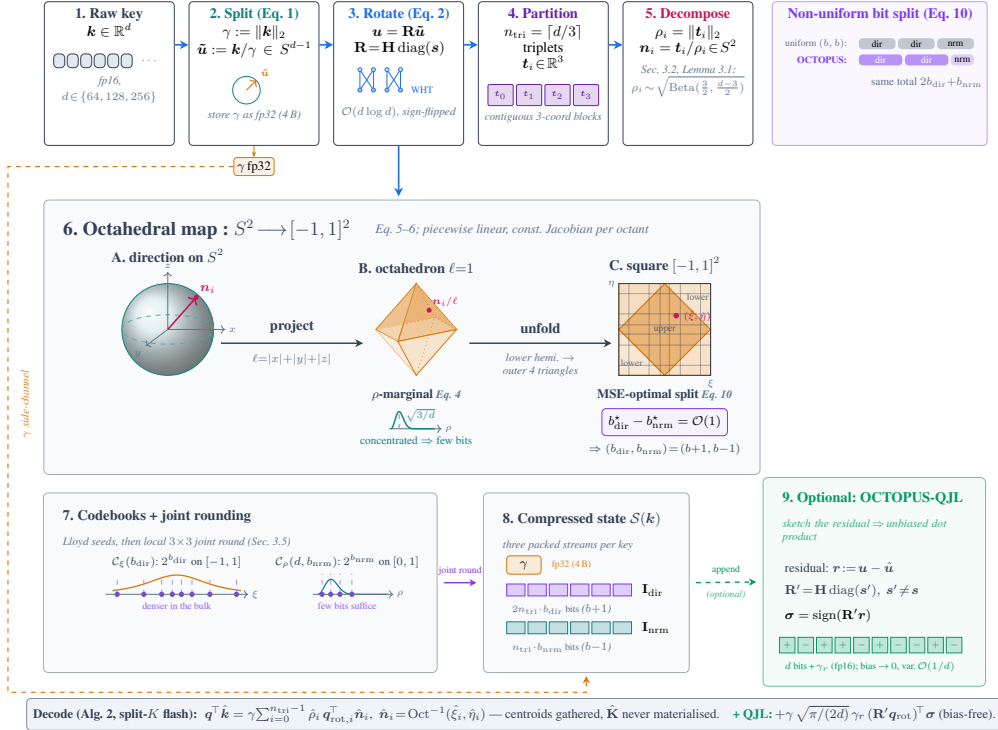 1. Raw key
k ∈ ℝ^d
· · ·
fp16,
d ∈ {64, 128, 256}
2. Split (Eq. 1)
γ := ‖k‖₂
ũ := k/γ ∈ S^{d−1}
ũ
store γ as fp32 (4 B)
3. Rotate (Eq. 2)
u = Rũ
R = H diag(s)
WHT
𝒪(d log d), sign-flipped
4. Partition
n_tri = ⌈d/3⌉
triplets
t_i ∈ ℝ³
t₀ t₁ t₂ t₃
contiguous 3-coord blocks
5. Decompose
ρ_i = ‖t_i‖₂
n_i = t_i/ρ_i ∈ S²
Sec. 3.2, Lemma 3.1:
ρ_i ∼ √Beta(3/2, (d−3)/2)
Non-uniform bit split (Eq. 10)
uniform (b, b): dir dir nrm
OCTOPUS: dir dir nrm
same total 2b_dir + b_nrm
γ fp32
γ side-channel
6. Octahedral map : S² ⟶ [−1, 1]²
Eq. 5–6; piecewise linear, const. Jacobian per octant
A. direction on S²
z
n_i
x
y
project
ℓ=|x|+|y|+|z|
B. octahedron ℓ=1
n_i/ℓ
unfold
lower hemi. →
outer 4 triangles
C. square [−1, 1]²
η
lower
(ξ, η)
upper
lower
ξ
ρ-marginal Eq. 4
√3/d
ρ
concentrated ⇒ few bits
MSE-optimal split Eq. 10
b*_dir − b*_nrm = 𝒪(1)
⇒ (b_dir, b_nrm) = (b+1, b−1)
7. Codebooks + joint rounding
Lloyd seeds, then local 3×3 joint round (Sec. 3.5)
𝒞_ξ(b_dir): 2^{b_dir} on [−1, 1]
ξ
denser in the bulk
𝒞_ρ(d, b_nrm): 2^{b_nrm} on [0, 1]
ρ
few bits suffice
joint round
8. Compressed state 𝒮(k)
three packed streams per key
γ fp32 (4 B)
I_dir
2n_tri · b_dir bits (b+1)
I_nrm
n_tri · b_nrm bits (b−1)
append
(optional)
9. Optional: OCTOPUS-QJL
sketch the residual ⇒ unbiased dot
product
residual: r := u − û
R′ = H diag(s′), s′ ≠ s
σ = sign(R′r)
+ − + + − + − + − +
d bits + γ_r (fp16); bias → 0, var. 𝒪(1/d)
Decode (Alg. 2, split-K flash): q^⊤ k̂ = γ ∑_{i=0}^{n_tri−1} ρ̂_i q^⊤_{rot,i} n̂_i, n̂_i = Oct⁻¹(ξ̂_i, η̂_i) — centroids gathered, K̂ never materialised. + QJL: +γ √π/(2d) γ_r (R′q_rot)^⊤ σ (bias-free).